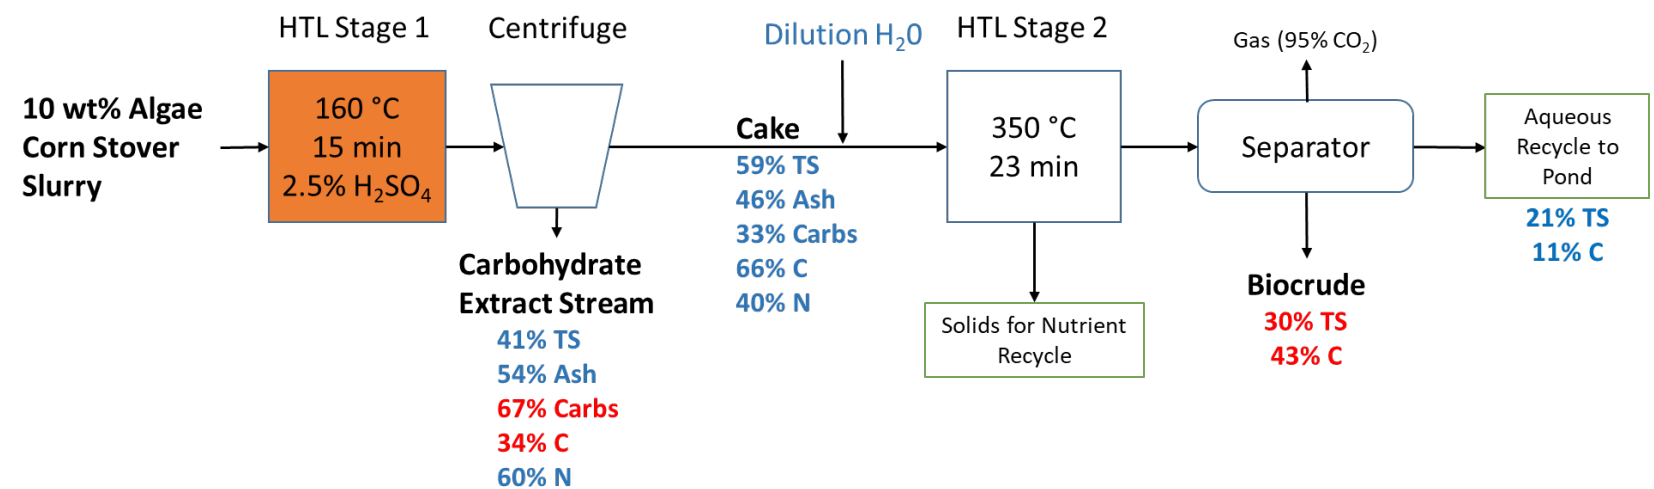 HTL Stage 1
Centrifuge
Dilution H₂0
HTL Stage 2
Gas (95% CO₂)
10 wt% Algae
Corn Stover
Slurry
160 °C
15 min
2.5% H₂SO₄
Cake
59% TS
46% Ash
33% Carbs
66% C
40% N
350 °C
23 min
Separator
Aqueous
Recycle to
Pond
21% TS
11% C
Carbohydrate
Extract Stream
41% TS
54% Ash
67% Carbs
34% C
60% N
Solids for Nutrient
Recycle
Biocrude
30% TS
43% C